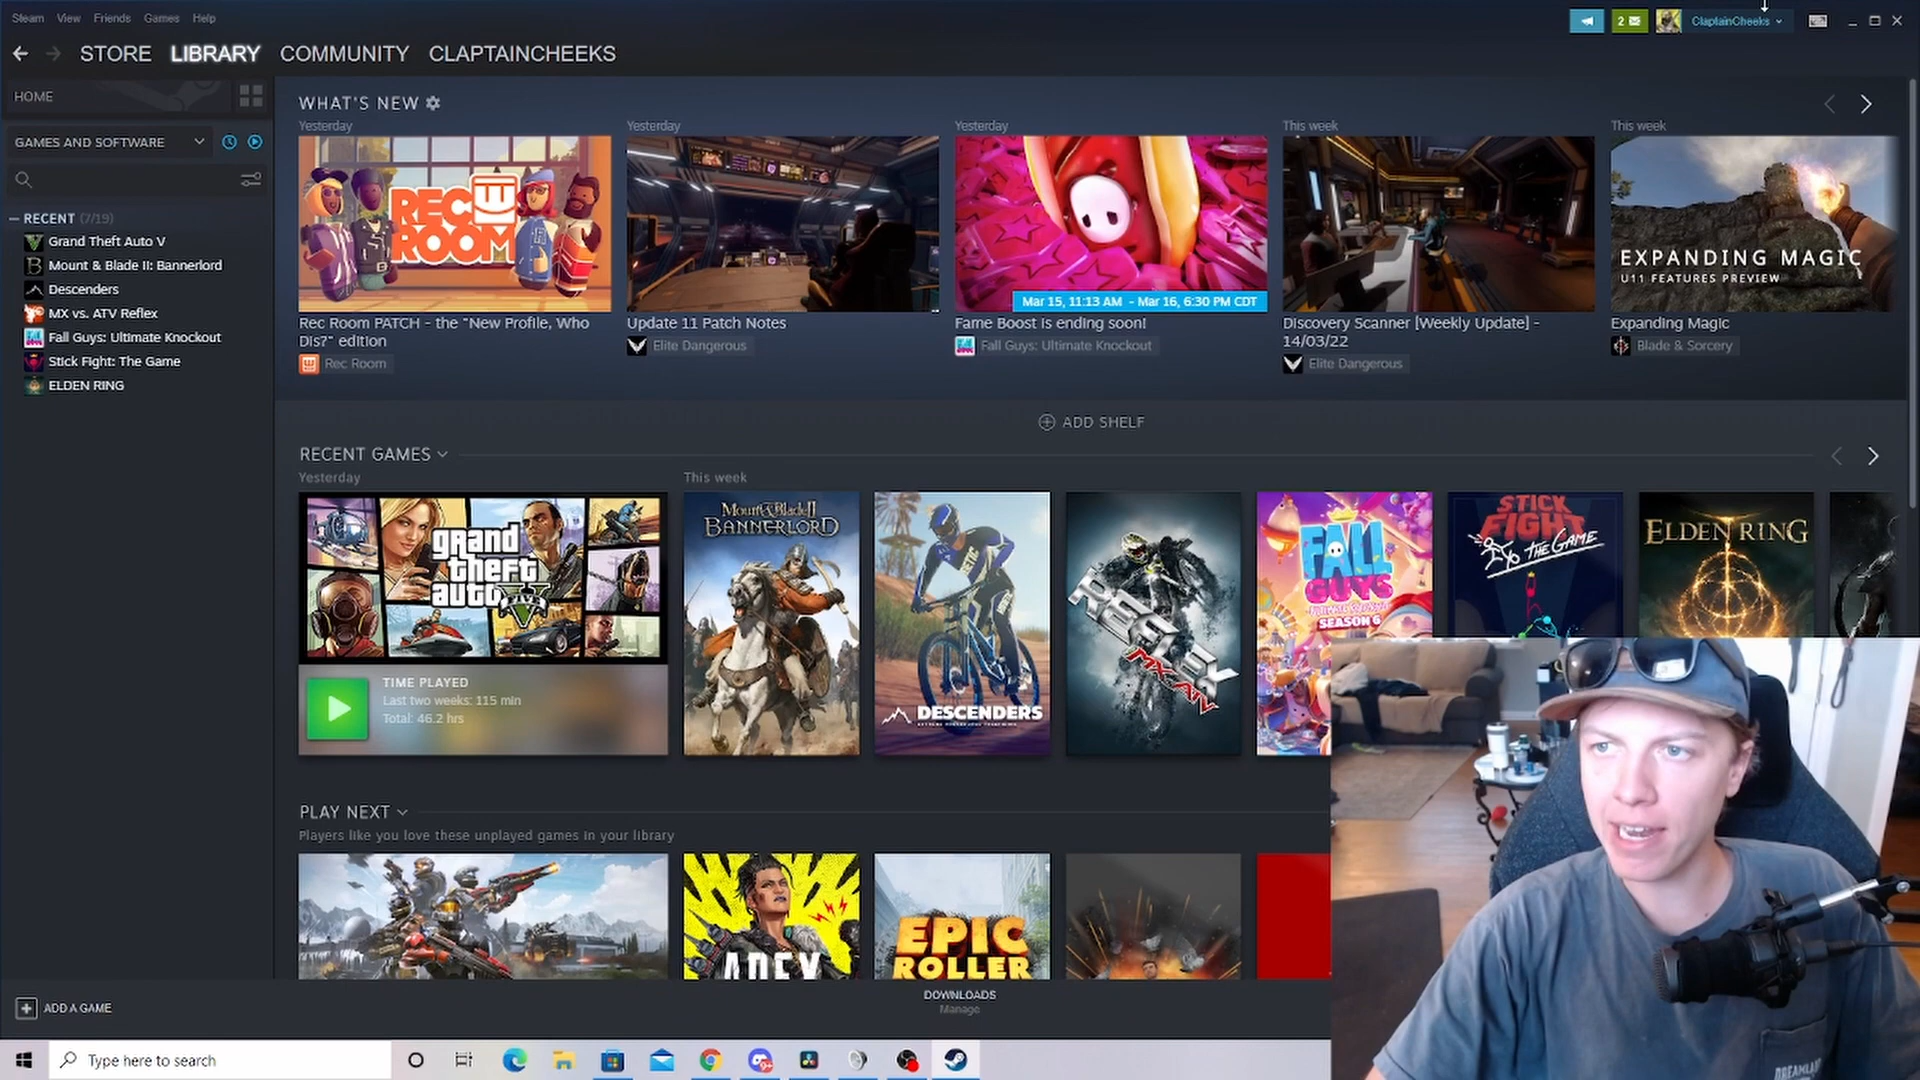 Steam View Friends Games Help
2
ClaptainCheeks
STORE LIBRARY COMMUNITY CLAPTAINCHEEKS
HOME
GAMES AND SOFTWARE
RECENT (7/19)
Grand Theft Auto V
Mount & Blade II: Bannerlord
Descenders
MX vs. ATV Reflex
Fall Guys: Ultimate Knockout
Stick Fight: The Game
ELDEN RING
WHAT'S NEW
Yesterday
REC ROOM
Rec Room PATCH - the "New Profile, Who
Dis?" edition
Rec Room
Yesterday
Update 11 Patch Notes
Elite Dangerous
Yesterday
Mar 15, 11:13 AM - Mar 16, 6:30 PM CDT
Fame Boost is ending soon!
Fall Guys: Ultimate Knockout
This week
Discovery Scanner [Weekly Update] -
14/03/22
Elite Dangerous
This week
EXPANDING MAGIC
U11 FEATURES PREVIEW
Expanding Magic
Blade & Sorcery
ADD SHELF
RECENT GAMES
Yesterday
This week
grand
theft
auto V
TIME PLAYED
Last two weeks: 115 min
Total: 46.2 hrs
Mount & Blade II
BANNERLORD
DESCENDERS
REFLEX
MX ATV
FALL
GUYS
SEASON 6
STICK
FIGHT
THE GAME
ELDEN RING
PLAY NEXT
Players like you love these unplayed games in your library
APEX
EPIC
ROLLER
ADD A GAME
DOWNLOADS
Manage
Type here to search
9+